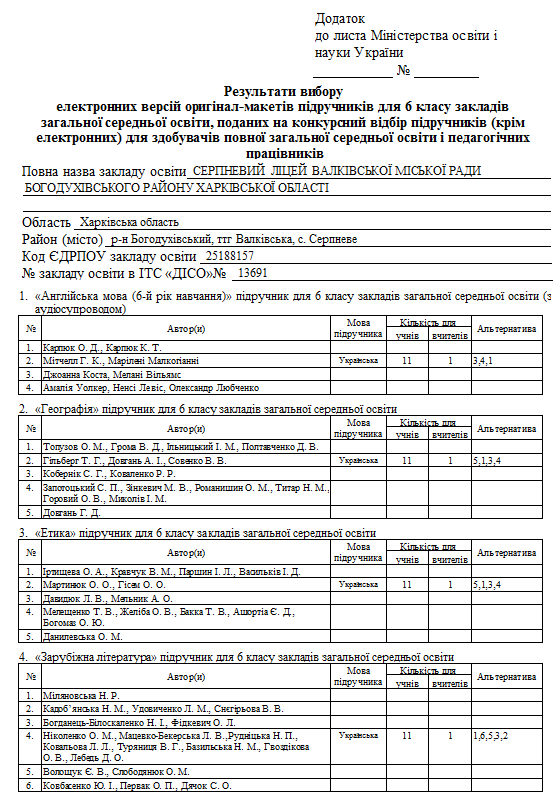 Додаток
до листа Міністерства освіти і
науки України
____________ № __________
Результати вибору
електронних версій оригінал-макетів підручників для 6 класу закладів
загальної середньої освіти, поданих на конкурсний відбір підручників (крім
електронних) для здобувачів повної загальної середньої освіти і педагогічних
працівників
Повна назва закладу освіти СЕРПНЕВИЙ ЛІЦЕЙ ВАЛКІВСЬКОЇ МІСЬКОЇ РАДИ
БОГОДУХІВСЬКОГО РАЙОНУ ХАРКІВСЬКОЇ ОБЛАСТІ
Область Харківська область
Район (місто) р-н Богодухівський, ттг Валківська, с. Серпневе
Код ЄДРПОУ закладу освіти 25188157
№ закладу освіти в ІТС «ДІСО»№ 13691
1. «Англійська мова (6-й рік навчання)» підручник для 6 класу закладів загальної середньої освіти (з
аудіосупроводом)
№ Автор(и) Мова підручника Кількість для учнів вчителів Альтернатива
1. Карпюк О. Д., Карпюк К. Т.
2. Мітчелл Г. К., Марілені Малкогіанні Українська 11 1 3,4,1
3. Джоанна Коста, Мелані Вільямс
4. Амалія Уолкер, Ненсі Левіс, Олександр Любченко
2. «Географія» підручник для 6 класу закладів загальної середньої освіти
№ Автор(и) Мова підручника Кількість для учнів вчителів Альтернатива
1. Топузов О. М., Грома В. Д., Ільницький І. М., Полтавченко Д. В.
2. Гільберг Т. Г., Довгань А. І., Совенко В. В. Українська 11 1 5,1,3,4
3. Кобернік С. Г., Коваленко Р. Р.
4. Запотоцький С. П., Зінкевич М. В., Романишин О. М., Титар Н. М.,
Горовий О. В., Миколів І. М.
5. Довгань Г. Д.
3. «Етика» підручник для 6 класу закладів загальної середньої освіти
№ Автор(и) Мова підручника Кількість для учнів вчителів Альтернатива
1. Іртищева О. А., Кравчук В. М., Паршин І. Л., Васильків І. Д.
2. Мартинюк О. О., Гісем О. О. Українська 11 1 5,1,3,4
3. Давидюк Л. В., Мельник А. О.
4. Мелещенко Т. В., Желіба О. В., Бакка Т. В., Ашортіа Є. Д.,
Богомаз О. Ю.
5. Данилевська О. М.
4. «Зарубіжна література» підручник для 6 класу закладів загальної середньої освіти
№ Автор(и) Мова підручника Кількість для учнів вчителів Альтернатива
1. Міляновська Н. Р.
2. Кадоб’янська Н. М., Удовиченко Л. М., Снєгірьова В. В.
3. Богданець-Білоскаленко Н. І., Фідкевич О. Л.
4. Ніколенко О. М., Мацевко-Бекерська Л. В.,Рудніцька Н. П.,
Ковальова Л. Л., Туряниця В. Г., Базильська Н. М., Гвоздікова
О. В., Лебедь Д. О. Українська 11 1 1,6,5,3,2
5. Волощук Є. В., Слободянюк О. М.
6. Ковбасенко Ю. І., Первак О. П., Дячок С. О.